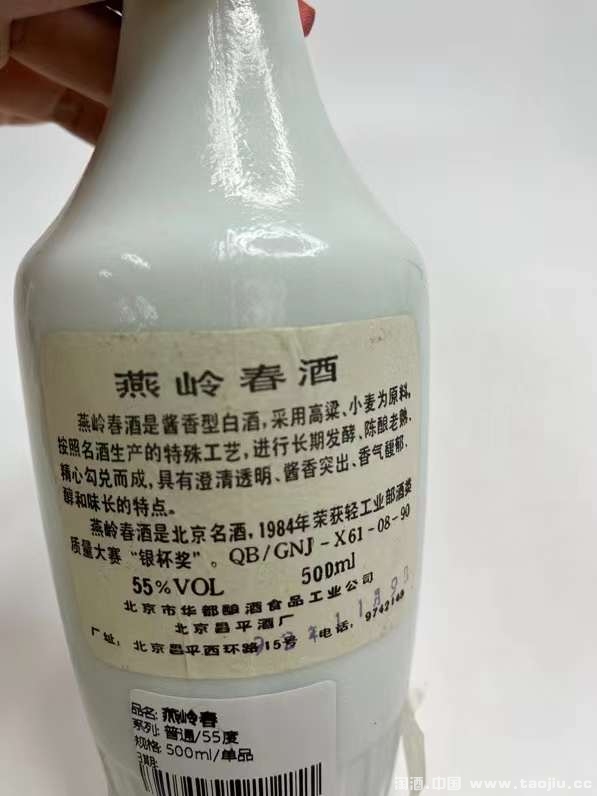 燕岭春酒
燕岭春酒是酱香型白酒，采用高粱、小麦为原料，
按照名酒生产的特殊工艺，进行长期发酵、陈酿老熟、
精心勾兑而成，具有澄清透明、酱香突出、香气馥郁、
醇和味长的特点。
燕岭春酒是北京名酒，1984年荣获轻工业部酒类
质量大赛“银杯奖”。QB/GNJ-X61-08-90
55%VOL 500ml
北京市华都酿酒食品工业公司
北京昌平酒厂
厂址：北京昌平西环路15号 电话：9742148
品名: 燕岭春
系列: 普通/55度
规格: 500ml/单品
日期:
淘酒.中国 www.taojiu.cc